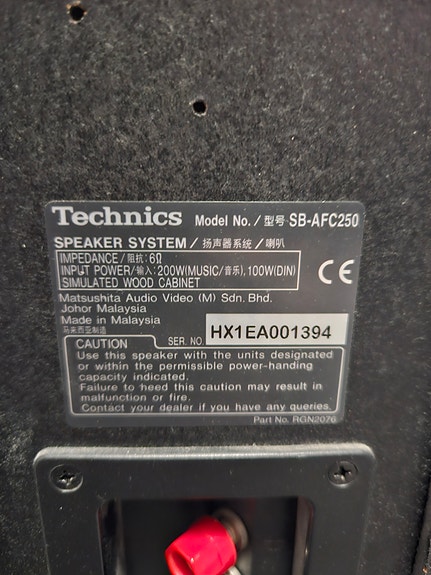 Technics Model No./型号 SB-AFC250
SPEAKER SYSTEM/扬声器系统/喇叭
IMPEDANCE/阻抗: 6Ω
INPUT POWER/输入: 200W(MUSIC/音乐), 100W(DIN)
SIMULATED WOOD CABINET
CE
Matsushita Audio Video (M) Sdn. Bhd.
Johor Malaysia
Made in Malaysia
马来西亚制造
SER. NO. HX1EA001394
CAUTION
Use this speaker with the units designated
or within the permissible power-handing
capacity indicated.
Failure to heed this caution may result in
malfunction or fire.
Contact your dealer if you have any queries.
Part No. RGN2076